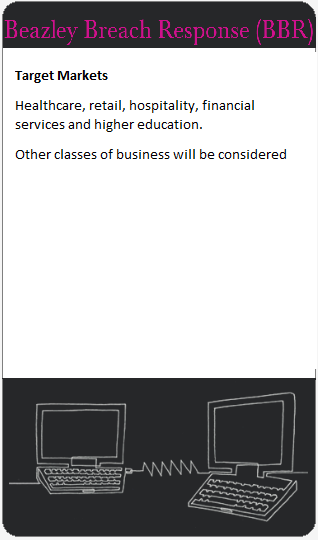 Beazley Breach Response (BBR)
Target Markets
Healthcare, retail, hospitality, financial
services and higher education.
Other classes of business will be considered